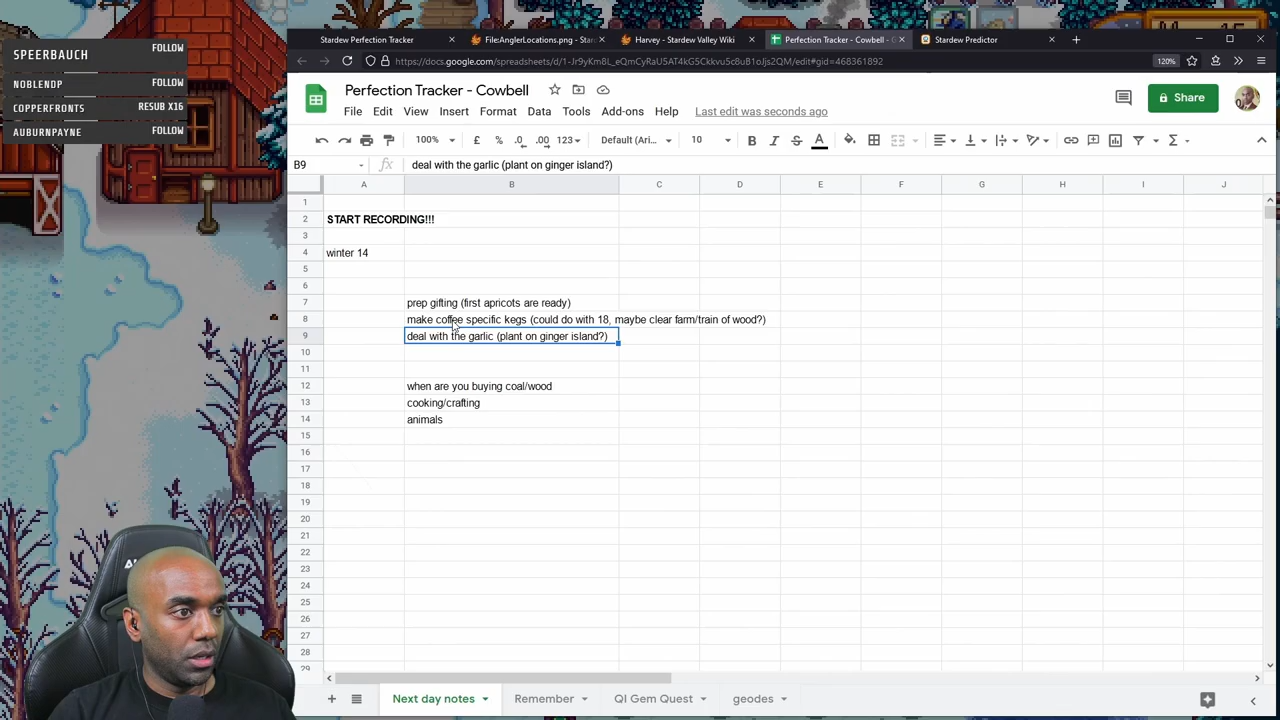 SPEERBAUCH FOLLOW
NOBLENDP FOLLOW
COPPERFRONTS RESUB X16
AUBURNPAYNE FOLLOW
Stardew Perfection Tracker
FileAnglerLocations.png - Star
Harvey - Stardew Valley Wiki
Perfection Tracker - Cowbell - G
Stardew Predictor
120%
Perfection Tracker - Cowbell
File Edit View Insert Format Data Tools Add-ons Help Last edit was seconds ago
Share
100% £ % .0 .00 123 Default (Ari... 10 B I S A
B9 fx deal with the garlic (plant on ginger island?)
A B C D E F G H I J
1
2 START RECORDING!!!
3
4 winter 14
5
6
7 prep gifting (first apricots are ready)
8 make coffee specific kegs (could do with 18, maybe clear farm/train of wood?)
9 deal with the garlic (plant on ginger island?)
10
11
12 when are you buying coal/wood
13 cooking/crafting
14 animals
15
16
17
18
19
20
21
22
23
24
25
26
27
28
29
Next day notes Remember QI Gem Quest geodes